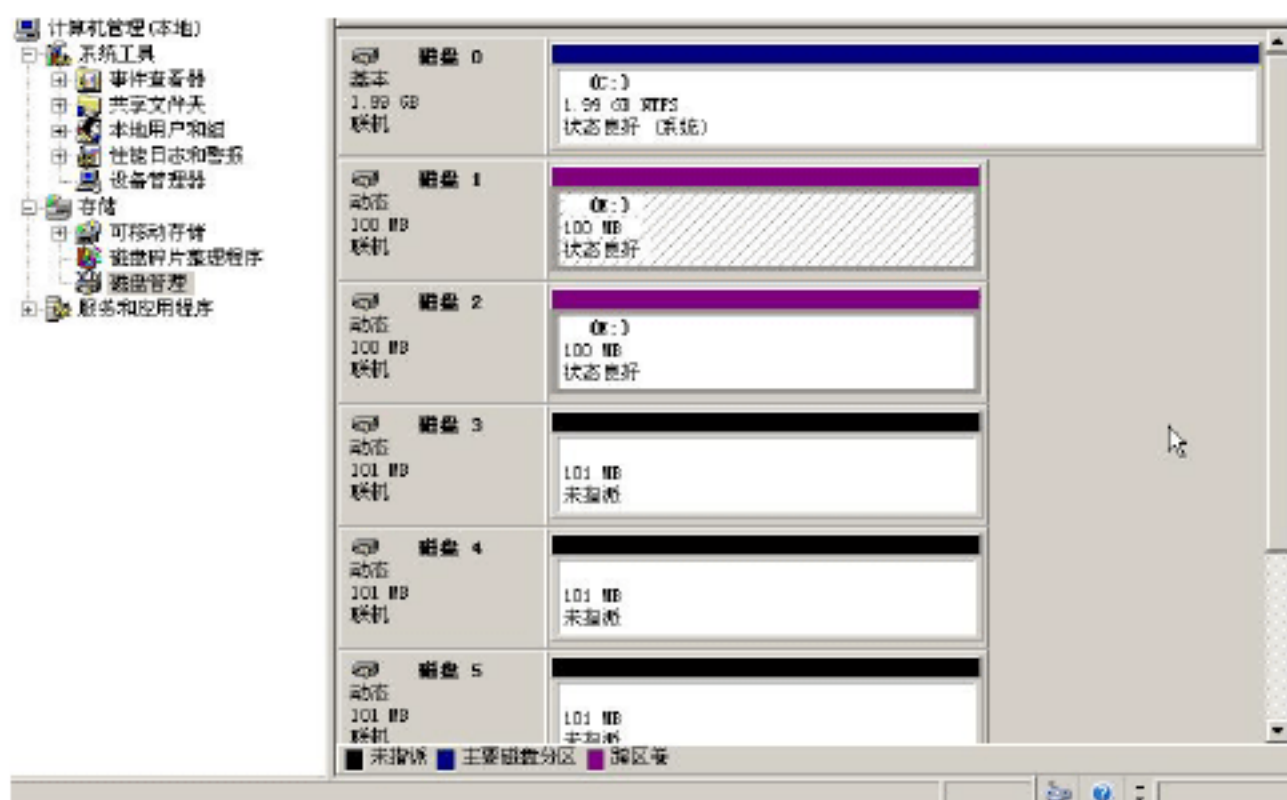 计算机管理(本地)
系统工具
事件查看器
共享文件夹
本地用户和组
性能日志和警报
设备管理器
存储
可移动存储
磁盘碎片整理程序
磁盘管理
服务和应用程序
磁盘 0
基本
1.99 GB
联机
(C:)
1.99 GB NTFS
状态良好 (系统)
磁盘 1
动态
100 MB
联机
(E:)
100 MB
状态良好
磁盘 2
动态
100 MB
联机
(E:)
100 MB
状态良好
磁盘 3
动态
101 MB
联机
101 MB
未指派
磁盘 4
动态
101 MB
联机
101 MB
未指派
磁盘 5
动态
101 MB
联机
101 MB
未指派
未指派 主要磁盘分区 跨区卷